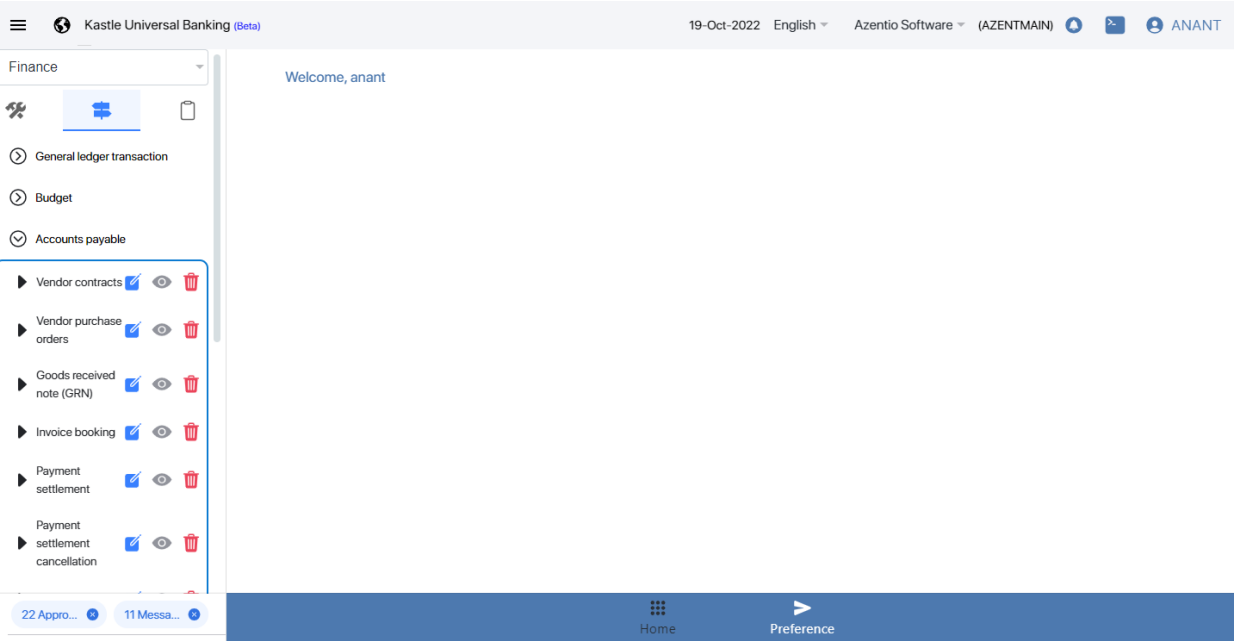 Kastle Universal Banking (Beta)
19-Oct-2022 English Azentio Software (AZENTMAIN) ANANT
Finance
Welcome, anant
General ledger transaction
Budget
Accounts payable
Vendor contracts
Vendor purchase
orders
Goods received
note (GRN)
Invoice booking
Payment
settlement
Payment
settlement
cancellation
22 Appro... 11 Messa...
Home
Preference